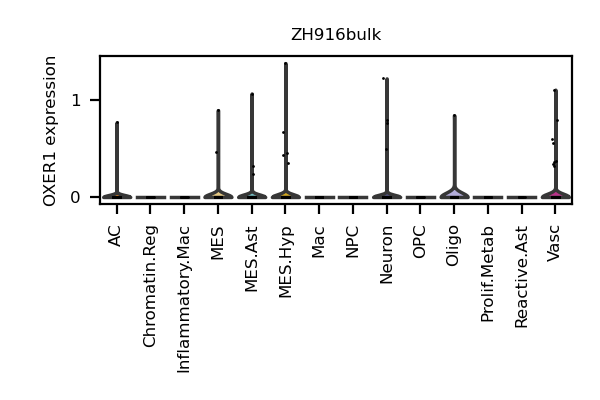 ZH916bulk
OXER1 expression
1
0
AC
Chromatin.Reg
Inflammatory.Mac
MES
MES.Ast
MES.Hyp
Mac
NPC
Neuron
OPC
Oligo
Prolif.Metab
Reactive.Ast
Vasc